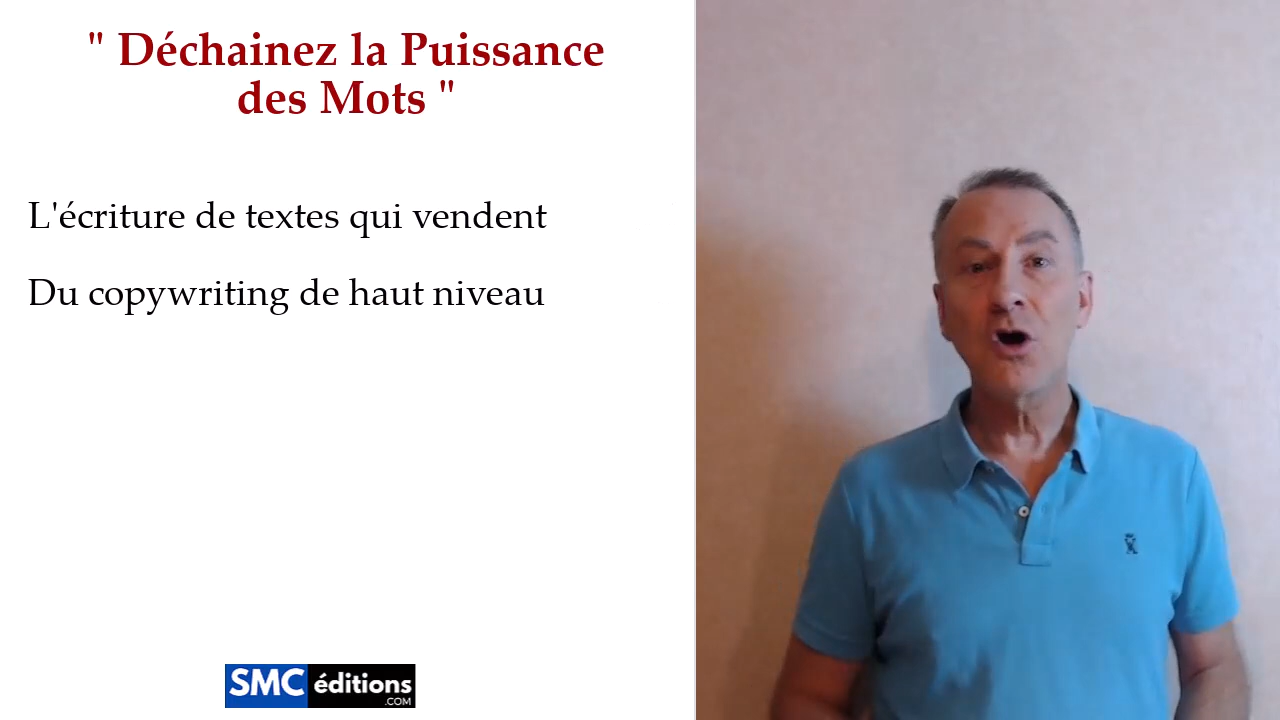 " Déchainez la Puissance
des Mots "
L'écriture de textes qui vendent
Du copywriting de haut niveau
SMC éditions
.COM